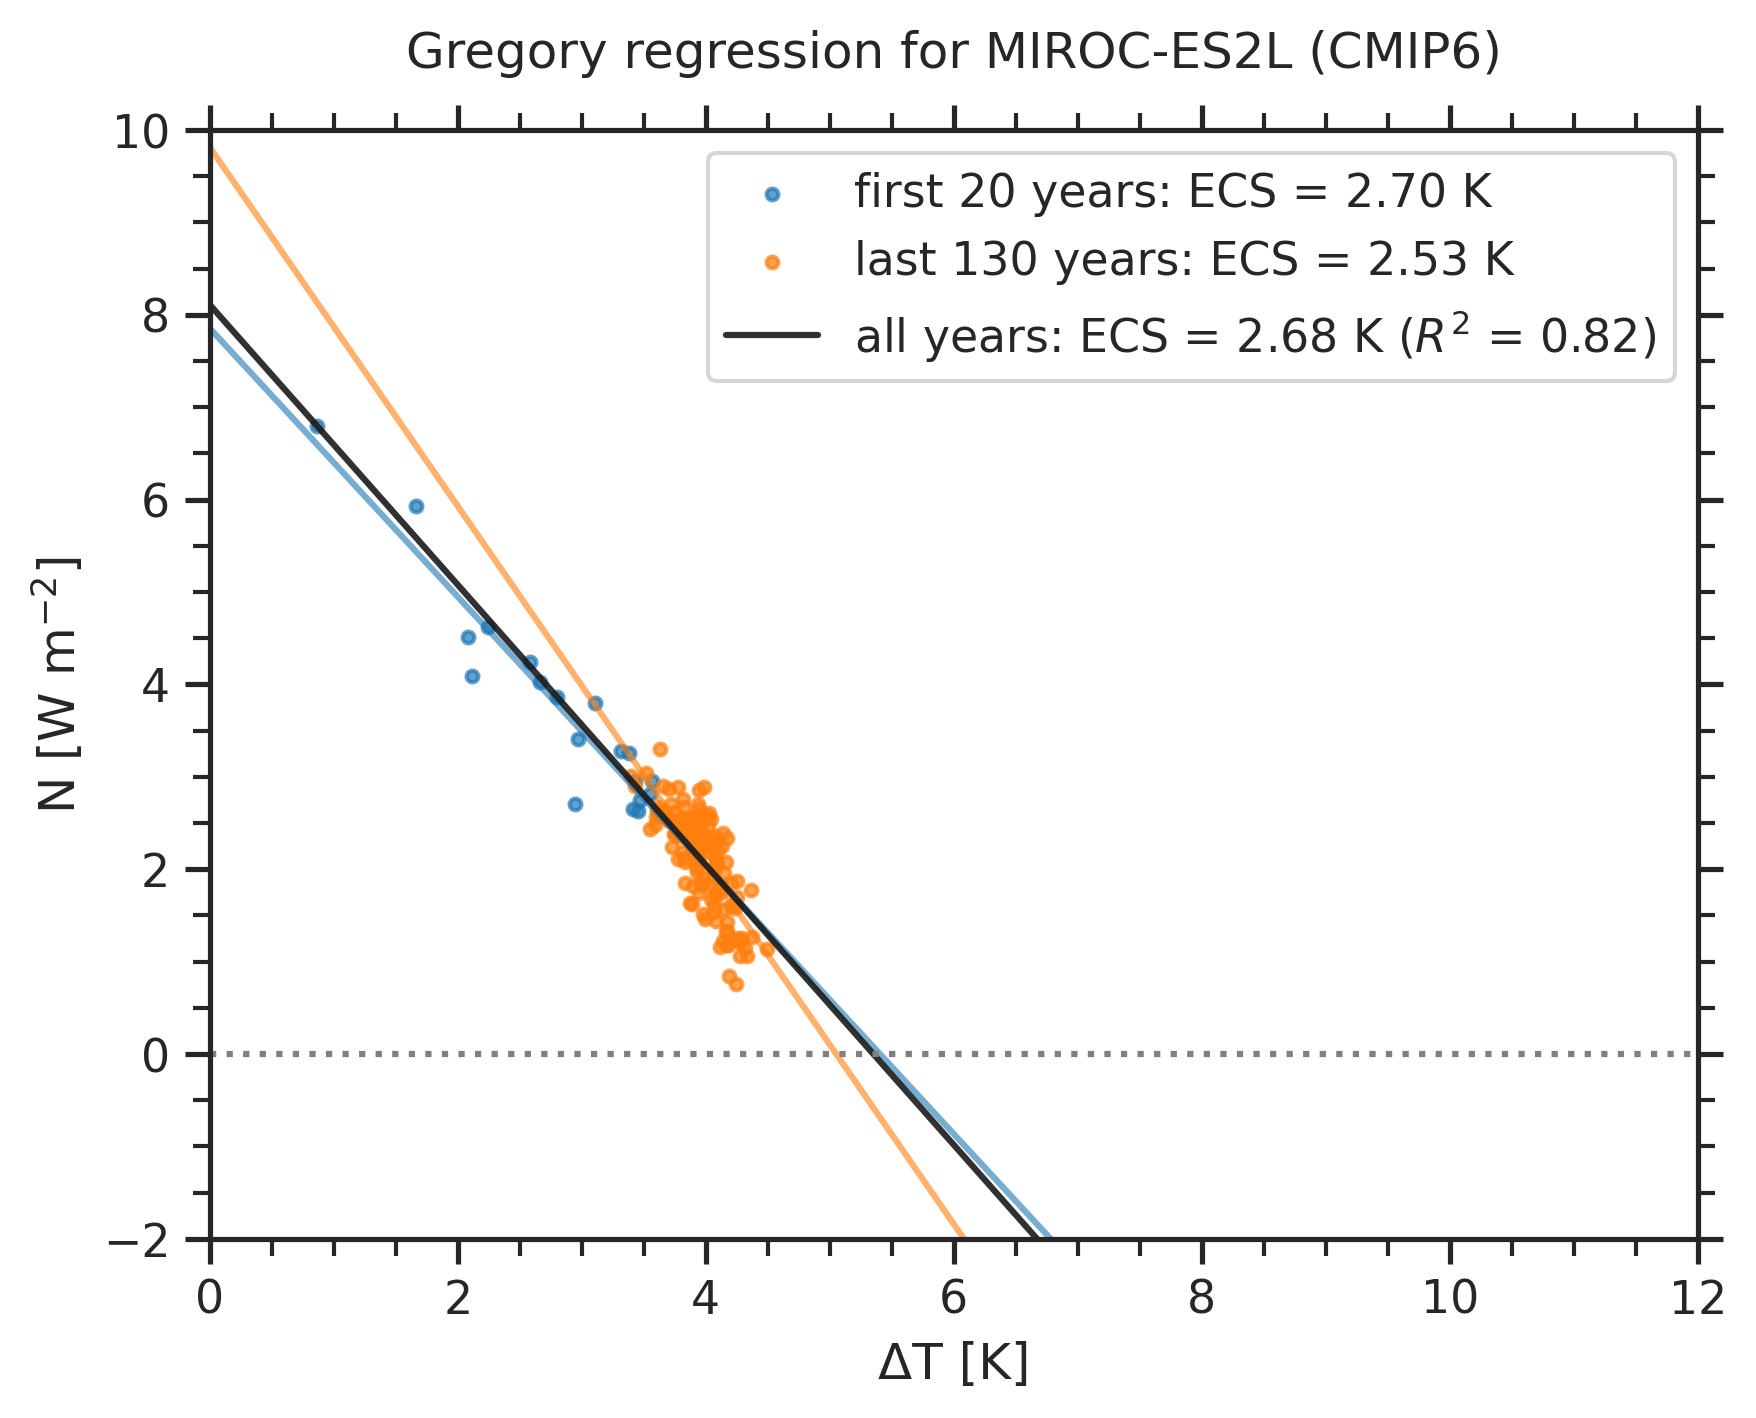 Gregory regression for MIROC-ES2L (CMIP6)
first 20 years: ECS = 2.70 K
last 130 years: ECS = 2.53 K
all years: ECS = 2.68 K (R² = 0.82)
N [W m⁻²]
10
8
6
4
2
0
−2
0 2 4 6 8 10 12
ΔT [K]